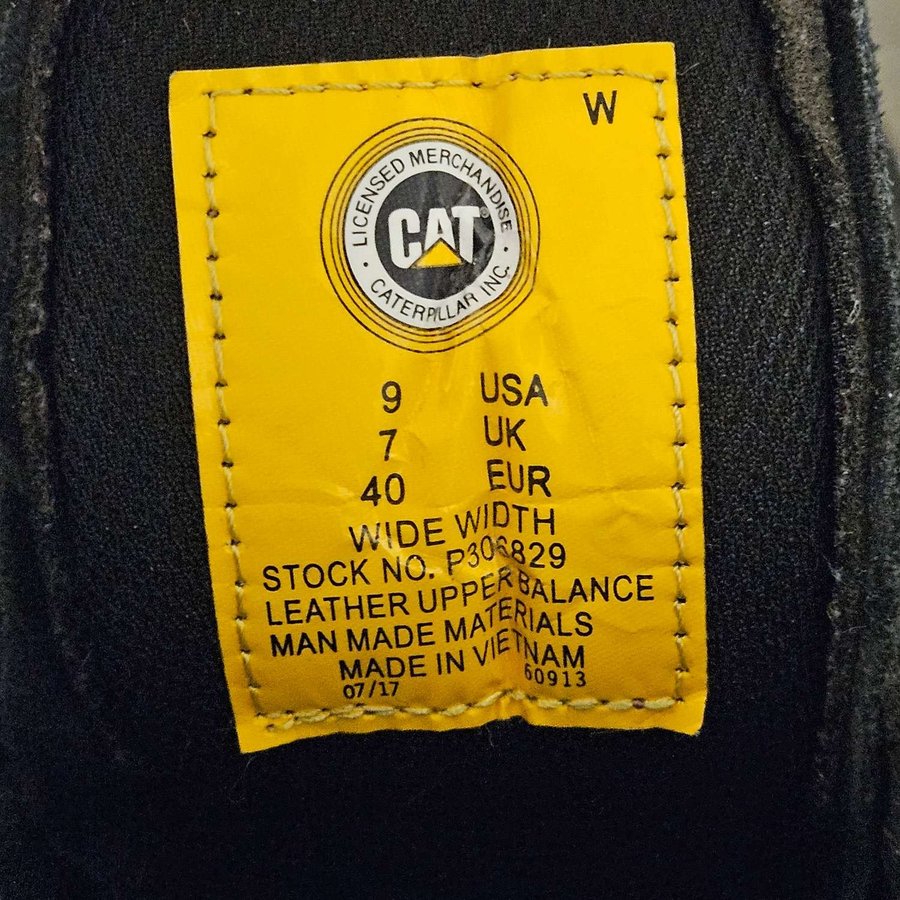 W
LICENSED MERCHANDISE
CAT®
· CATERPILLAR INC. ·
9 USA
7 UK
40 EUR
WIDE WIDTH
STOCK NO. P306829
LEATHER UPPER BALANCE
MAN MADE MATERIALS
MADE IN VIETNAM
07/17 60913